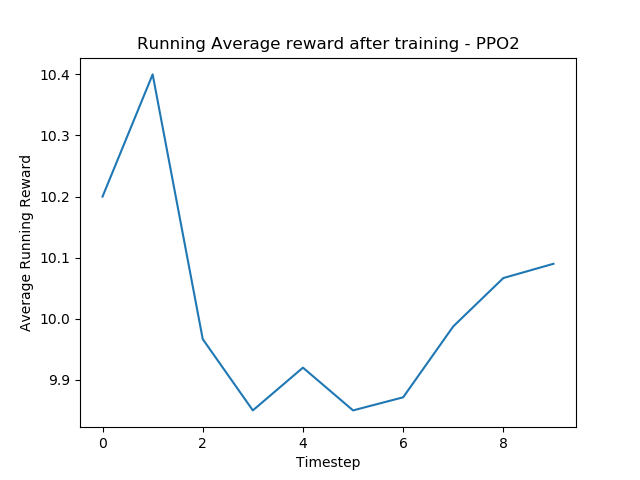 Running Average reward after training - PPO2
10.4
10.3
10.2
10.1
10.0
9.9
Average Running Reward
0 2 4 6 8
Timestep